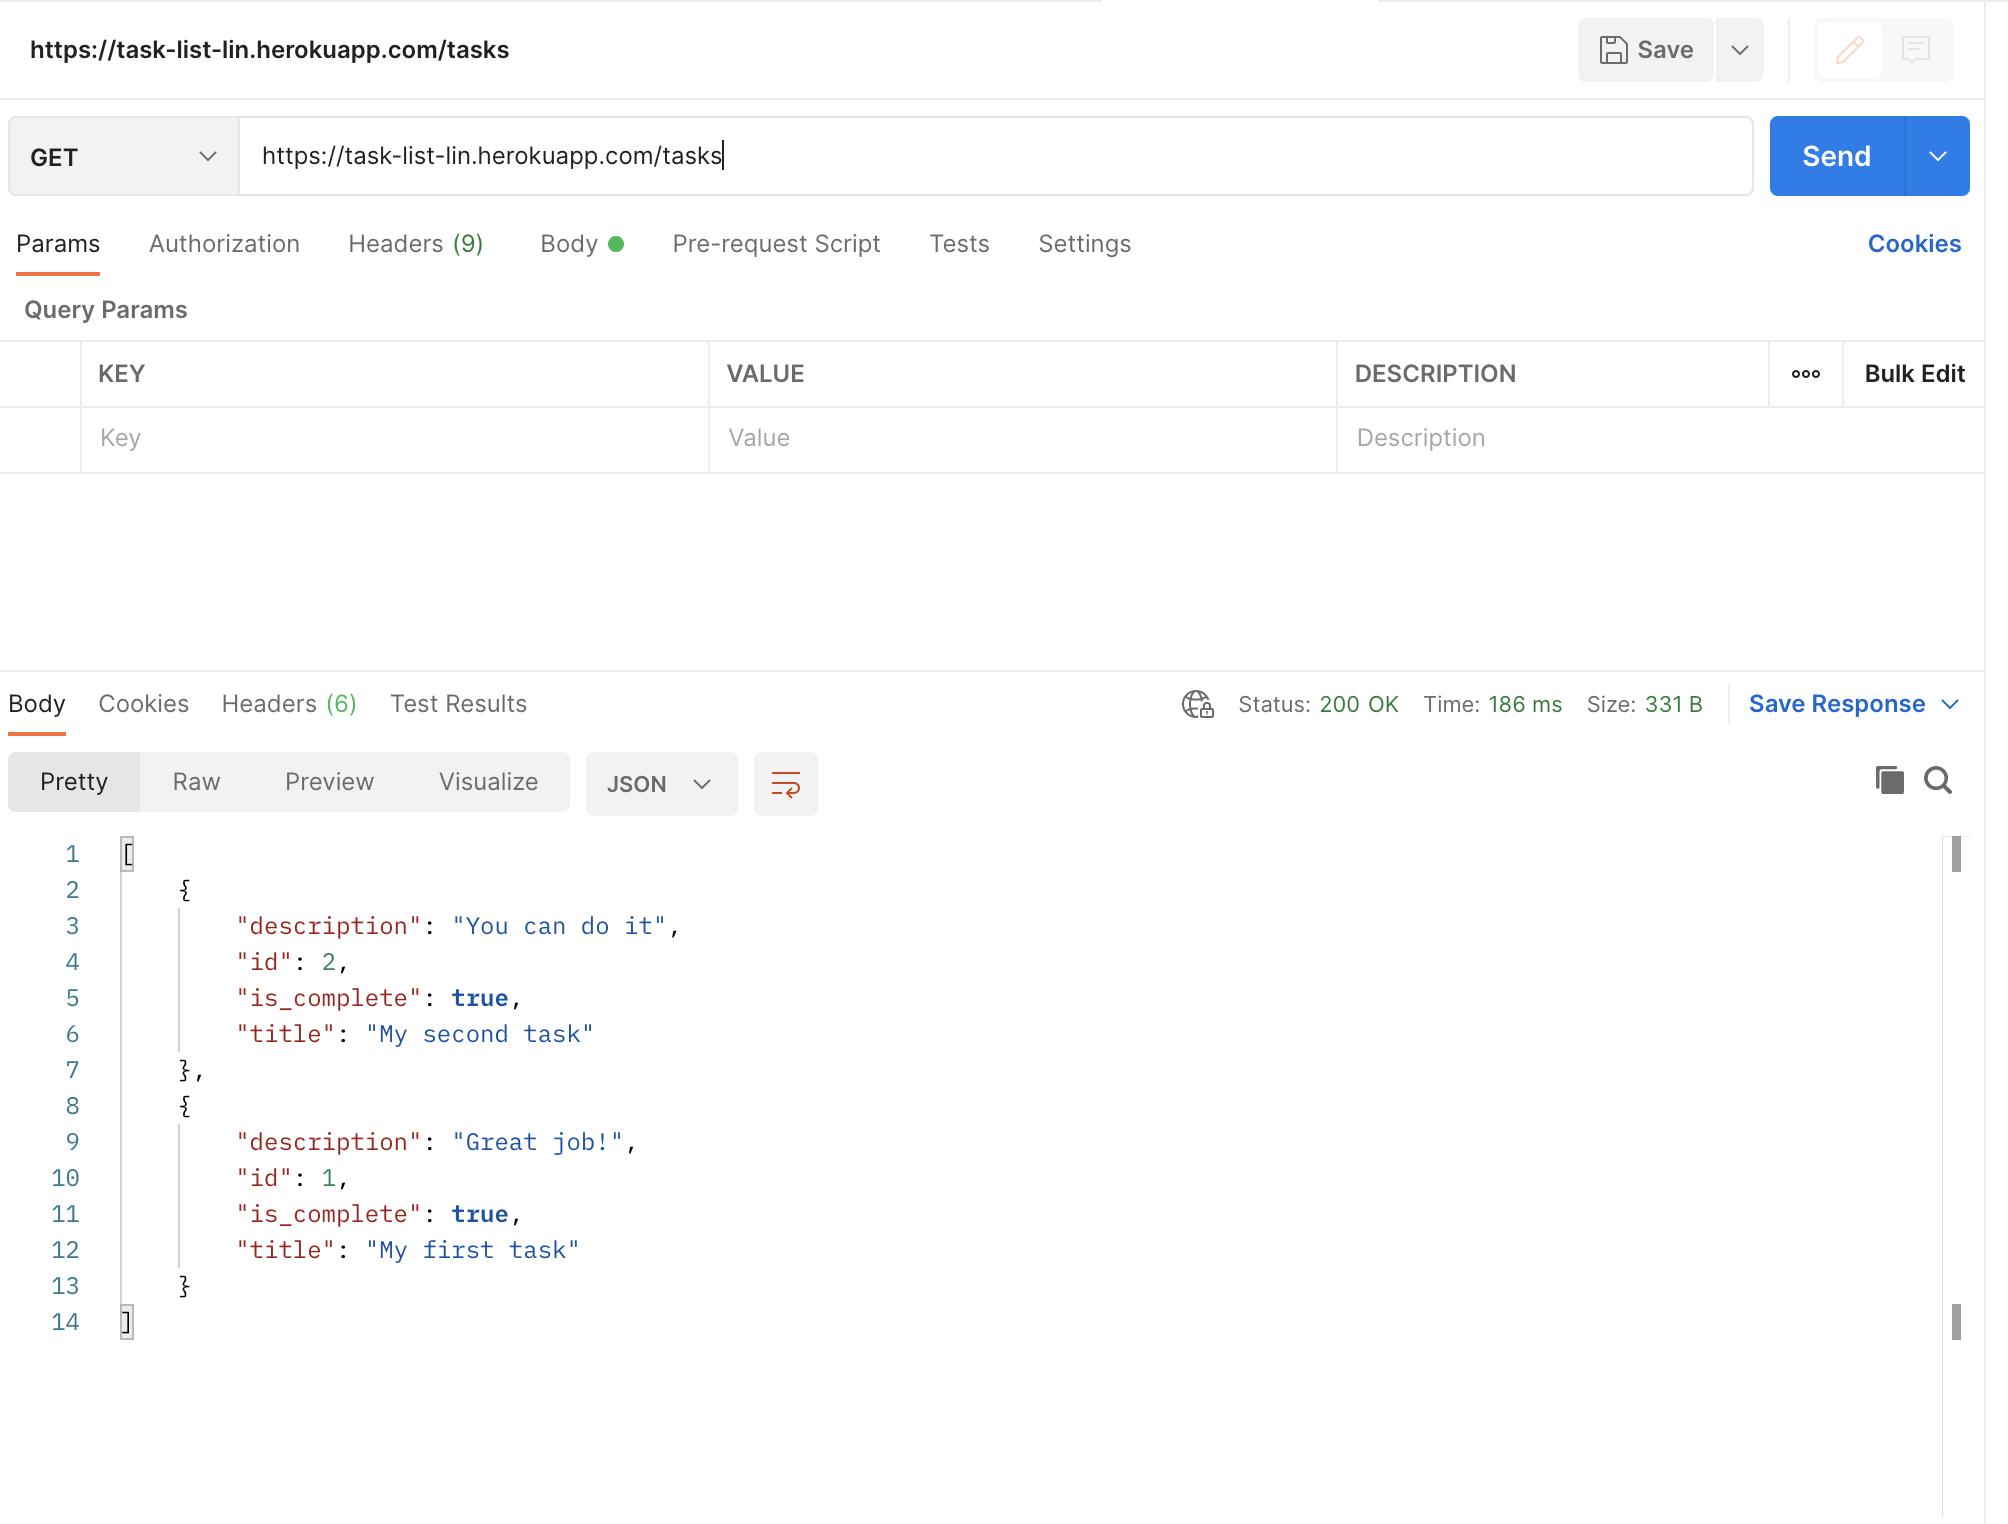 https://task-list-lin.herokuapp.com/tasks
Save
GET
https://task-list-lin.herokuapp.com/tasks
Send
Params Authorization Headers (9) Body Pre-request Script Tests Settings Cookies
Query Params
KEY VALUE DESCRIPTION ooo Bulk Edit
Key Value Description
Body Cookies Headers (6) Test Results Status: 200 OK Time: 186 ms Size: 331 B Save Response
Pretty Raw Preview Visualize JSON
1 [
2 {
3 "description": "You can do it",
4 "id": 2,
5 "is_complete": true,
6 "title": "My second task"
7 },
8 {
9 "description": "Great job!",
10 "id": 1,
11 "is_complete": true,
12 "title": "My first task"
13 }
14 ]